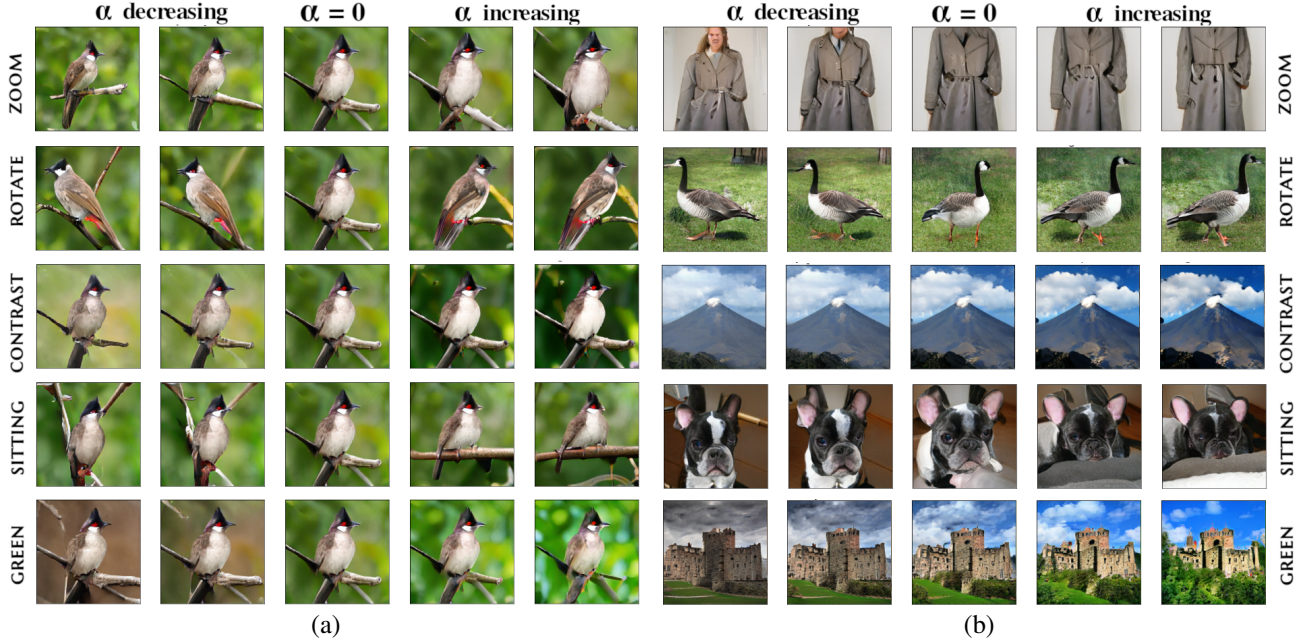 α decreasing α = 0 α increasing α decreasing α = 0 α increasing
ZOOM ZOOM
ROTATE ROTATE
CONTRAST CONTRAST
SITTING SITTING
GREEN GREEN
(a) (b)